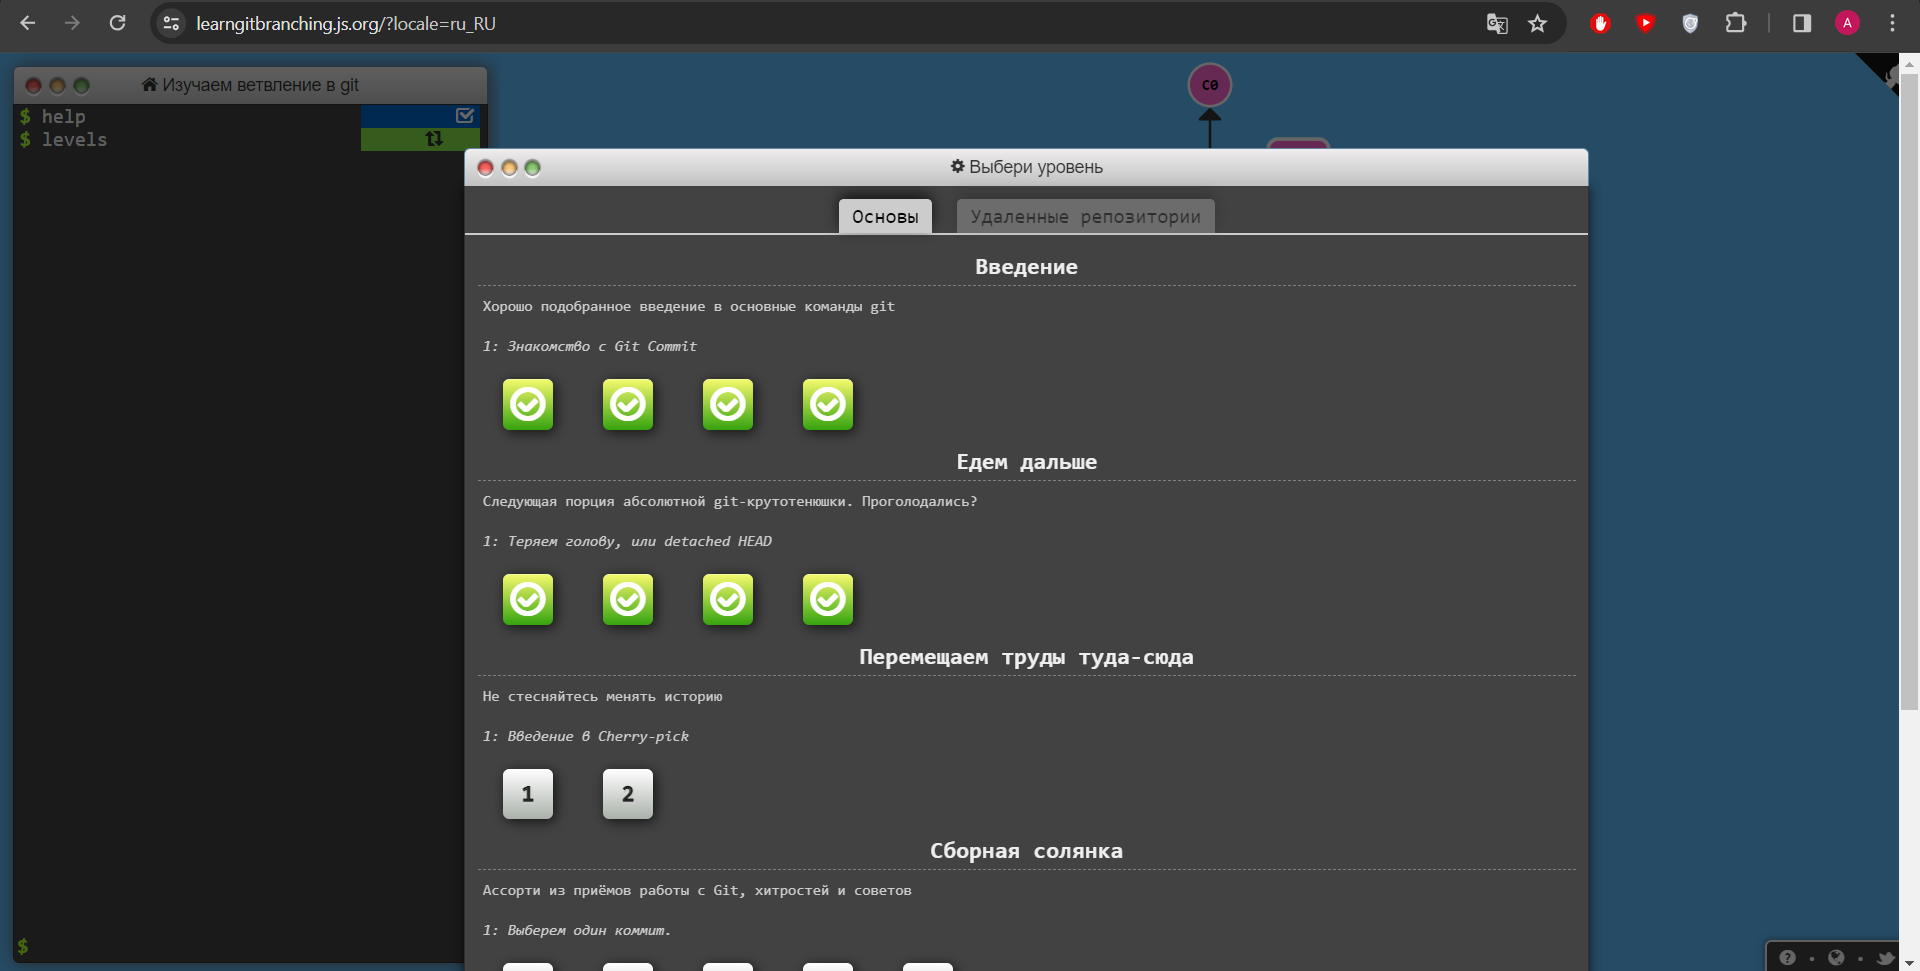 learngitbranching.js.org/?locale=ru_RU
A
Изучаем ветвление в git
$ help
$ levels
C0
Выбери уровень
Основы
Удаленные репозитории
Введение
Хорошо подобранное введение в основные команды git
1: Знакомство с Git Commit
Едем дальше
Следующая порция абсолютной git-крутотенюшки. Проголодались?
1: Теряем голову, или detached HEAD
Перемещаем труды туда-сюда
Не стесняйтесь менять историю
1: Введение в Cherry-pick
1
2
Сборная солянка
Ассорти из приёмов работы с Git, хитростей и советов
1: Выберем один коммит.
$